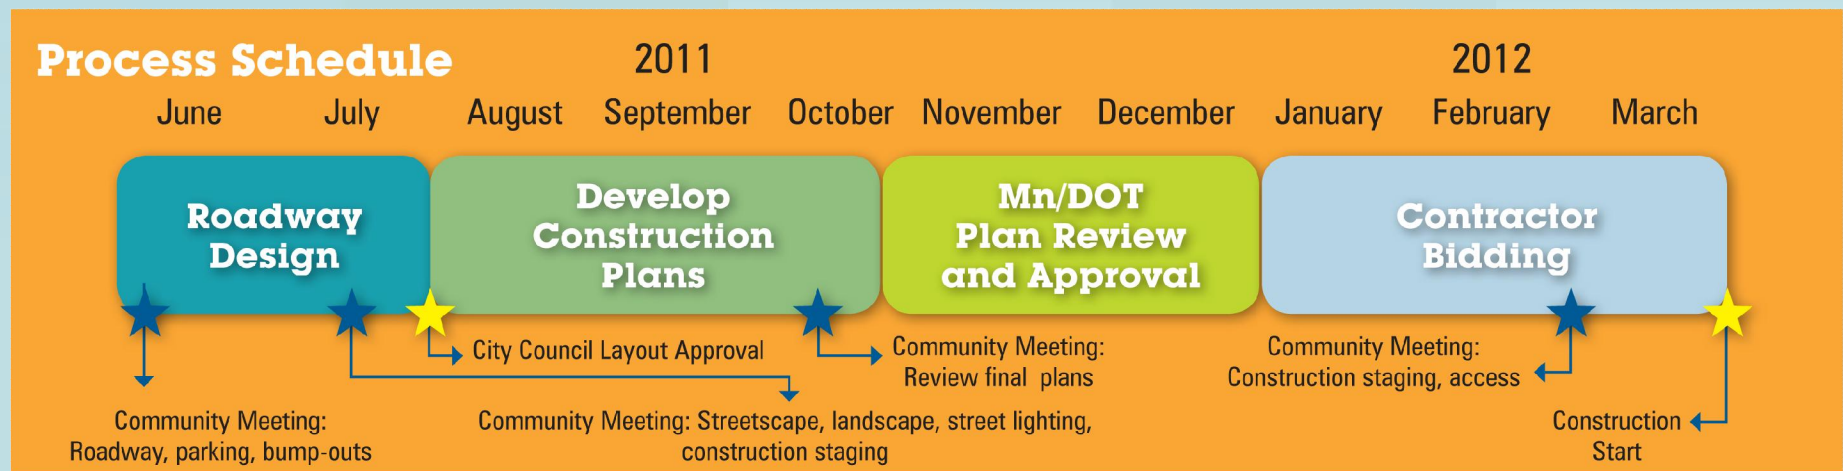 Process Schedule
2011
2012
June July August September October November December January February March
Roadway
Design
Develop
Construction
Plans
Mn/DOT
Plan Review
and Approval
Contractor
Bidding
City Council Layout Approval
Community Meeting:
Review final plans
Community Meeting:
Construction staging, access
Community Meeting:
Roadway, parking, bump-outs
Community Meeting: Streetscape, landscape, street lighting,
construction staging
Construction
Start